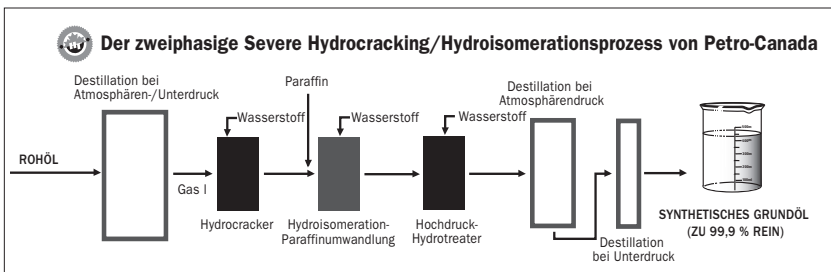 HT
Der zweiphasige Severe Hydrocracking/Hydroisomerationsprozess von Petro-Canada
Destillation bei
Atmosphären-/Unterdruck
Paraffin
Destillation bei
Atmosphärendruck
Wasserstoff
Wasserstoff
Wasserstoff
ROHÖL
Gas l
Hydrocracker
Hydroisomeration-
Paraffinumwandlung
Hochdruck-
Hydrotreater
Destillation
bei Unterdruck
SYNTHETISCHES GRUNDÖL
(ZU 99,9 % REIN)